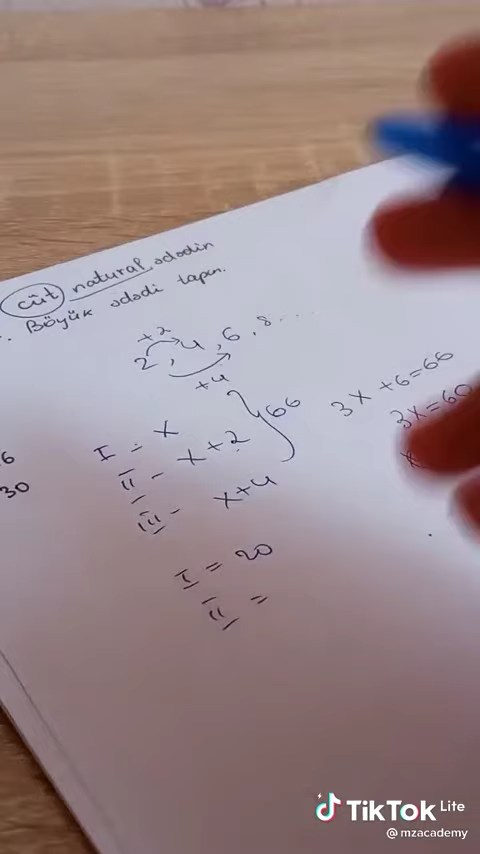 cüt natural ədədin
Böyük ədədi tapın.
+2
2, 4, 6, 8....
+4
I - x
II - x+2
III - x+4
66
3x+6=66
3x=60
x
6
30
I = 20
II =
TikTok Lite
@mzacademy